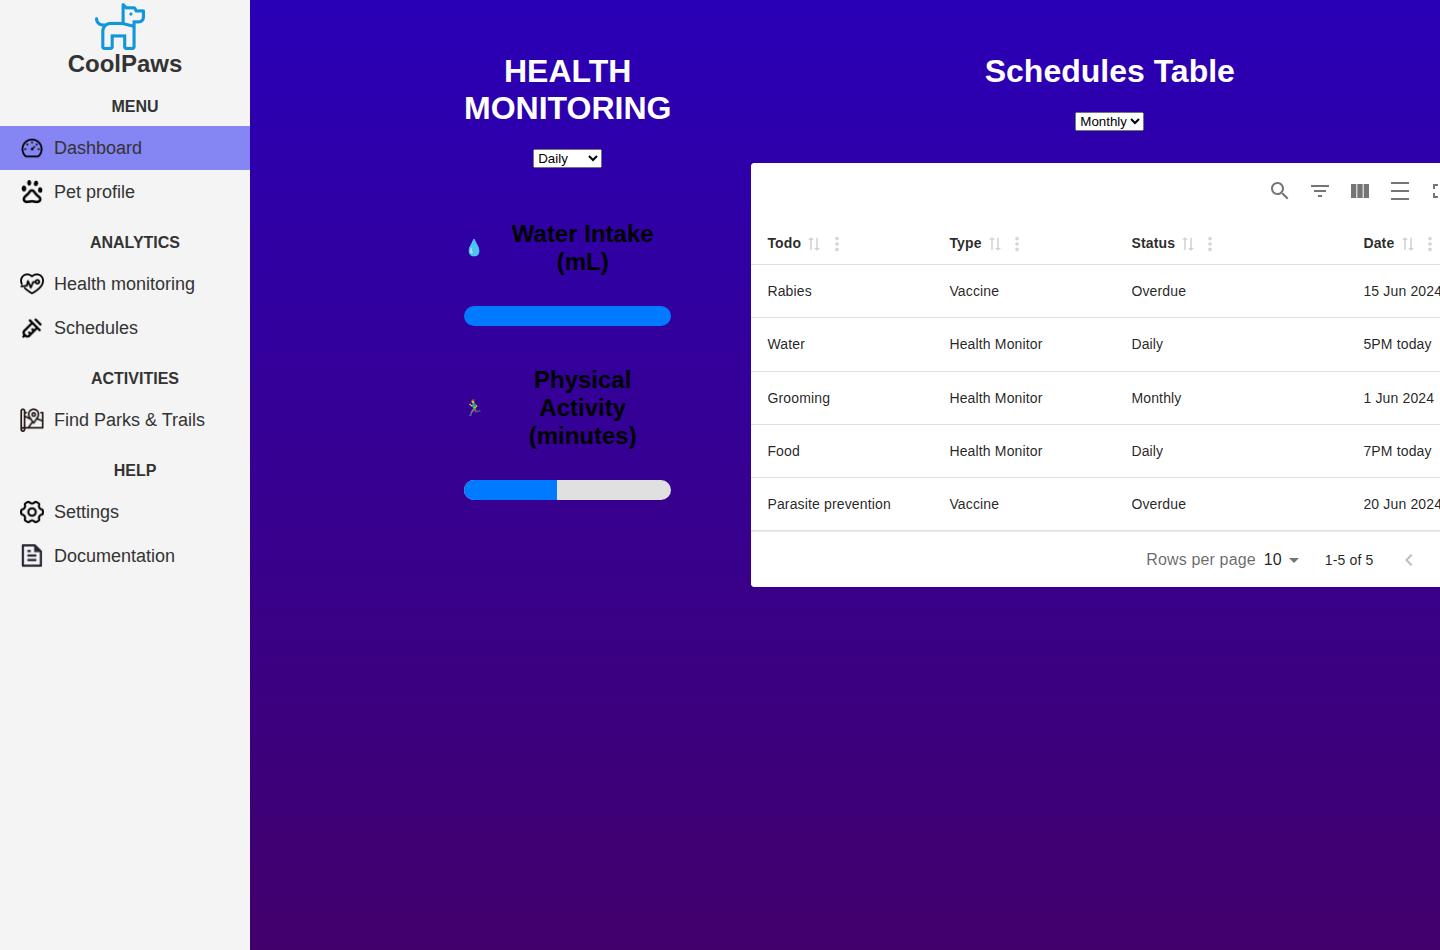 CoolPaws
MENU
Dashboard
Pet profile
ANALYTICS
Health monitoring
Schedules
ACTIVITIES
Find Parks & Trails
HELP
Settings
Documentation
HEALTH
MONITORING
Daily
Water Intake
(mL)
Physical
Activity
(minutes)
Schedules Table
Monthly
Todo Type Status Date
Rabies Vaccine Overdue 15 Jun 2024
Water Health Monitor Daily 5PM today
Grooming Health Monitor Monthly 1 Jun 2024
Food Health Monitor Daily 7PM today
Parasite prevention Vaccine Overdue 20 Jun 2024
Rows per page 10 1-5 of 5